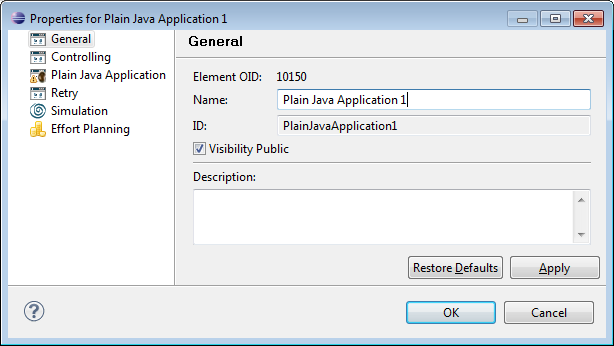 Properties for Plain Java Application 1
General
Controlling
Plain Java Application
Retry
Simulation
Effort Planning
General
Element OID: 10150
Name: Plain Java Application 1
ID: PlainJavaApplication1
Visibility Public
Description:
Restore Defaults Apply
OK Cancel